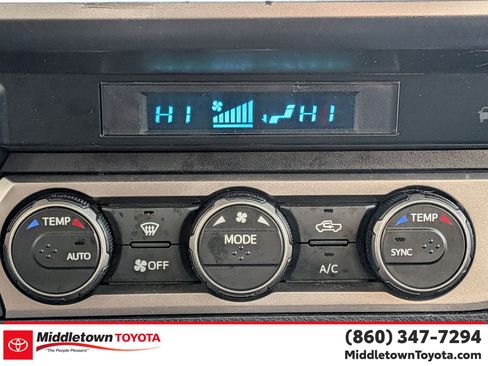 HI HI
TEMP TEMP
MODE
AUTO SYNC
OFF A/C
Middletown TOYOTA
"The People Pleasers"
(860) 347-7294
MiddletownToyota.com